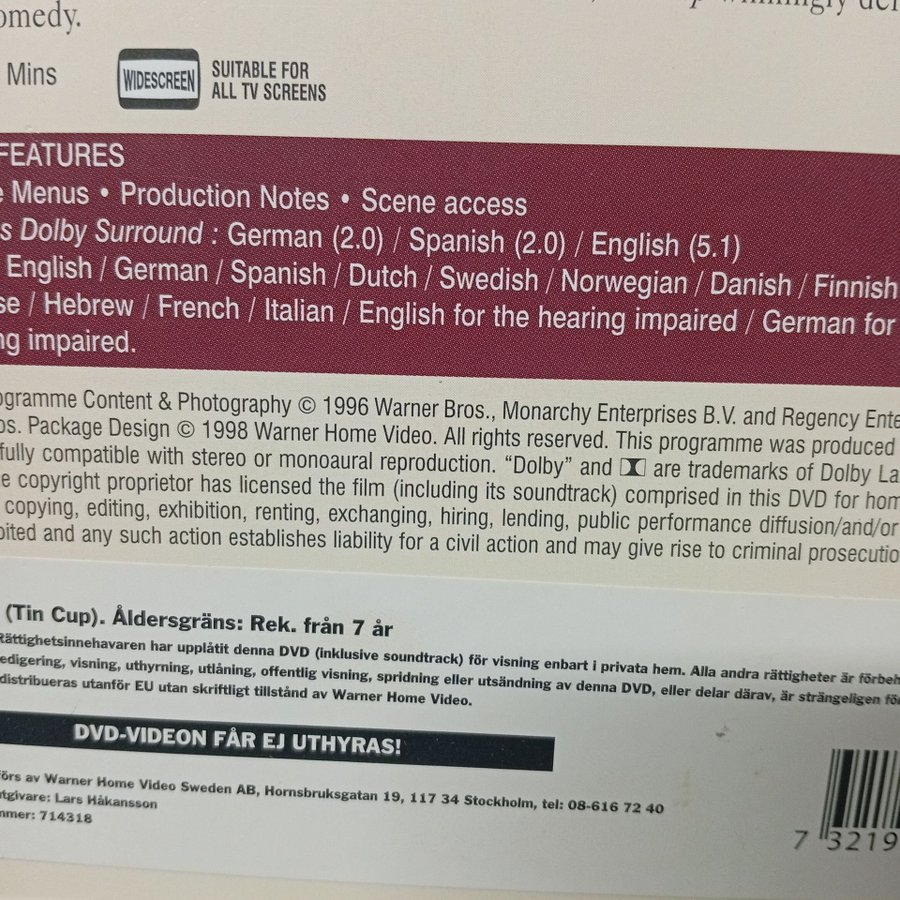 omedy.
willingly
Mins
WIDESCREEN
SUITABLE FOR
ALL TV SCREENS
FEATURES
e Menus • Production Notes • Scene access
s Dolby Surround : German (2.0) / Spanish (2.0) / English (5.1)
English / German / Spanish / Dutch / Swedish / Norwegian / Danish / Finnish
se / Hebrew / French / Italian / English for the hearing impaired / German for
ng impaired.
ogramme Content & Photography © 1996 Warner Bros., Monarchy Enterprises B.V. and Regency Ente
os. Package Design © 1998 Warner Home Video. All rights reserved. This programme was produced
fully compatible with stereo or monoaural reproduction. “Dolby” and are trademarks of Dolby La
e copyright proprietor has licensed the film (including its soundtrack) comprised in this DVD for hom
copying, editing, exhibition, renting, exchanging, hiring, lending, public performance diffusion/and/or
bited and any such action establishes liability for a civil action and may give rise to criminal prosecutio
(Tin Cup). Åldersgräns: Rek. från 7 år
Rättighetsinnehavaren har upplåtit denna DVD (inklusive soundtrack) för visning enbart i privata hem. Alla andra rättigheter är förbeh
edigering, visning, uthyrning, utlåning, offentlig visning, spridning eller utsändning av denna DVD, eller delar därav, är strängeligen för
distribueras utanför EU utan skriftligt tillstånd av Warner Home Video.
DVD-VIDEON FÅR EJ UTHYRAS!
förs av Warner Home Video Sweden AB, Hornsbruksgatan 19, 117 34 Stockholm, tel: 08-616 72 40
utgivare: Lars Håkansson
mmer: 714318
7 3219